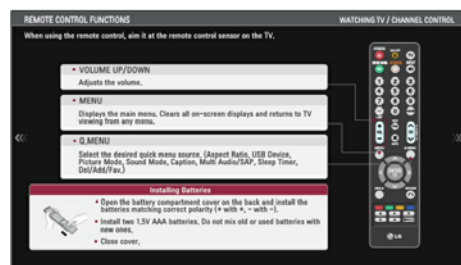 REMOTE CONTROL FUNCTIONS
WATCHING TV / CHANNEL CONTROL
When using the remote control, aim it at the remote control sensor on the TV.
• VOLUME UP/DOWN
Adjusts the volume.
• MENU
Displays the main menu. Clears all on-screen displays and returns to TV
viewing from any menu.
• Q.MENU
Select the desired quick menu source. (Aspect Ratio, USB Device,
Picture Mode, Sound Mode, Caption, Multi Audio/SAP, Sleep Timer,
Del/Add/Fav.)
Installing Batteries
• Open the battery compartment cover on the back and install the
batteries matching correct polarity (+ with +, - with -).
• Install two 1.5V AAA batteries. Do not mix old or used batteries with
new ones.
• Close cover.
LG